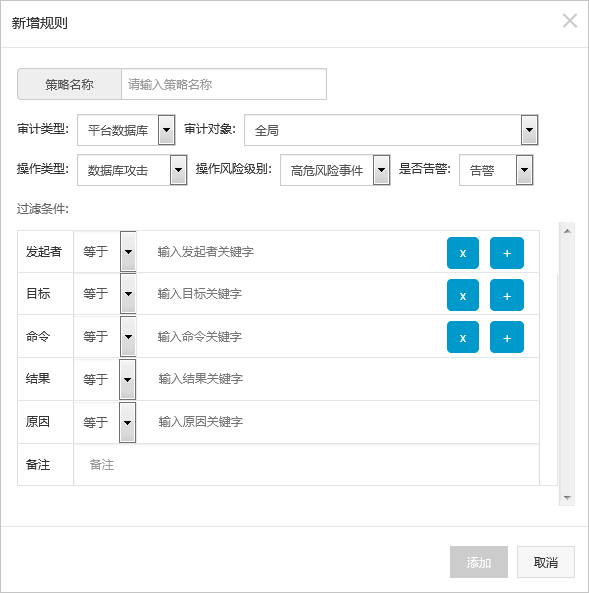 新增规则
策略名称 请输入策略名称
审计类型: 平台数据库 审计对象: 全局
操作类型: 数据库攻击 操作风险级别: 高危风险事件 是否告警: 告警
过滤条件:
发起者 等于 输入发起者关键字 x +
目标 等于 输入目标关键字 x +
命令 等于 输入命令关键字 x +
结果 等于 输入结果关键字
原因 等于 输入原因关键字
备注 备注
添加 取消